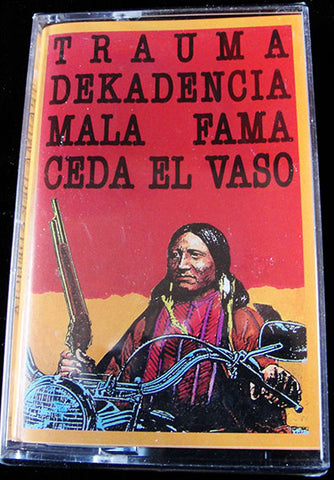 TRAUMA
DEKADENCIA
MALA FAMA
CEDA EL VASO